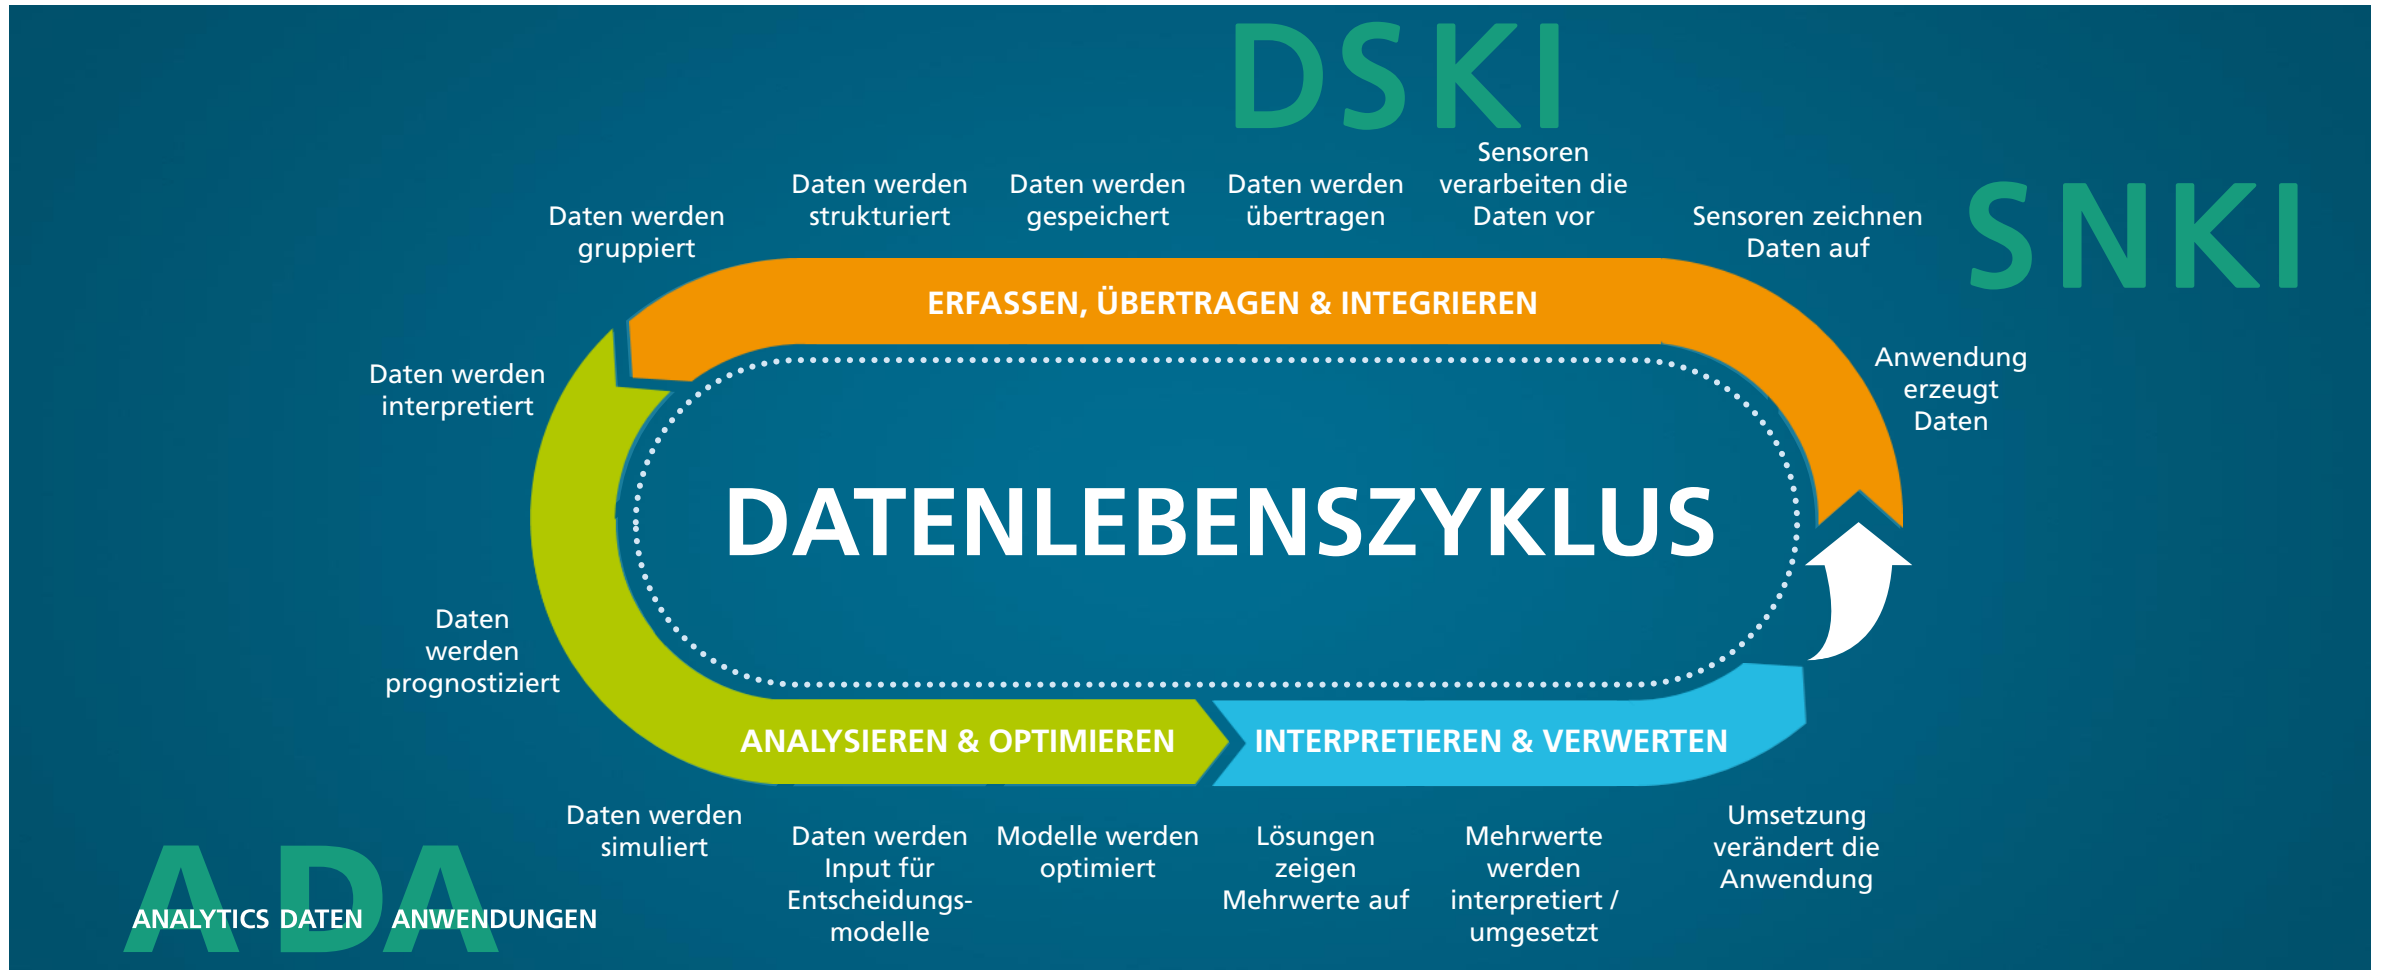 DSKI
SNKI
Sensoren
verarbeiten die
Daten vor
Daten werden
strukturiert
Daten werden
gespeichert
Daten werden
übertragen
Daten werden
gruppiert
Sensoren zeichnen
Daten auf
ERFASSEN, ÜBERTRAGEN & INTEGRIEREN
Anwendung
erzeugt
Daten
Daten werden
interpretiert
DATENLEBENSZYKLUS
Daten
werden
prognostiziert
ANALYSIEREN & OPTIMIEREN
INTERPRETIEREN & VERWERTEN
Daten werden
simuliert
Daten werden
Input für
Entscheidungs-
modelle
Modelle werden
optimiert
Lösungen
zeigen
Mehrwerte auf
Mehrwerte
werden
interpretiert /
umgesetzt
Umsetzung
verändert die
Anwendung
ADA
ANALYTICS DATEN ANWENDUNGEN